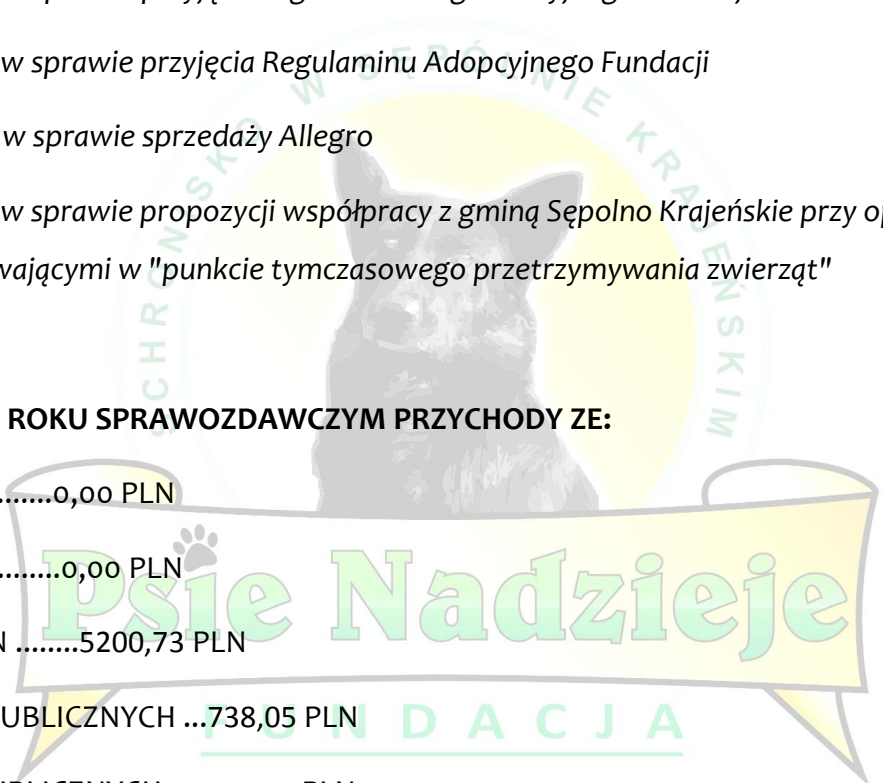 w sprawie przyjęcia Regulaminu Adopcyjnego Fundacji
w sprawie sprzedaży Allegro
w sprawie propozycji współpracy z gminą Sępolno Krajeńskie przy
wającymi w "punkcie tymczasowego przetrzymywania zwierząt"
ROKU SPRAWOZDAWCZYM PRZYCHODY ZE:
........0,00 PLN
.........0,00 PLN
........5200,73 PLN
UBLICZNYCH ...738,05 PLN
SCHRONISKO W SĘPÓLNIE KRAJEŃSKIM
Psie Nadzieje
FUNDACJA